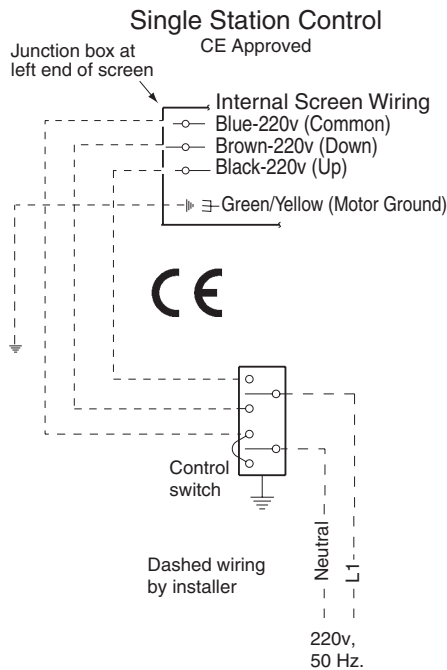 Single Station Control
CE Approved
Junction box at
left end of screen
Internal Screen Wiring
Blue-220v (Common)
Brown-220v (Down)
Black-220v (Up)
Green/Yellow (Motor Ground)
CE
Control
switch
Dashed wiring
by installer
Neutral
L1
220v,
50 Hz.